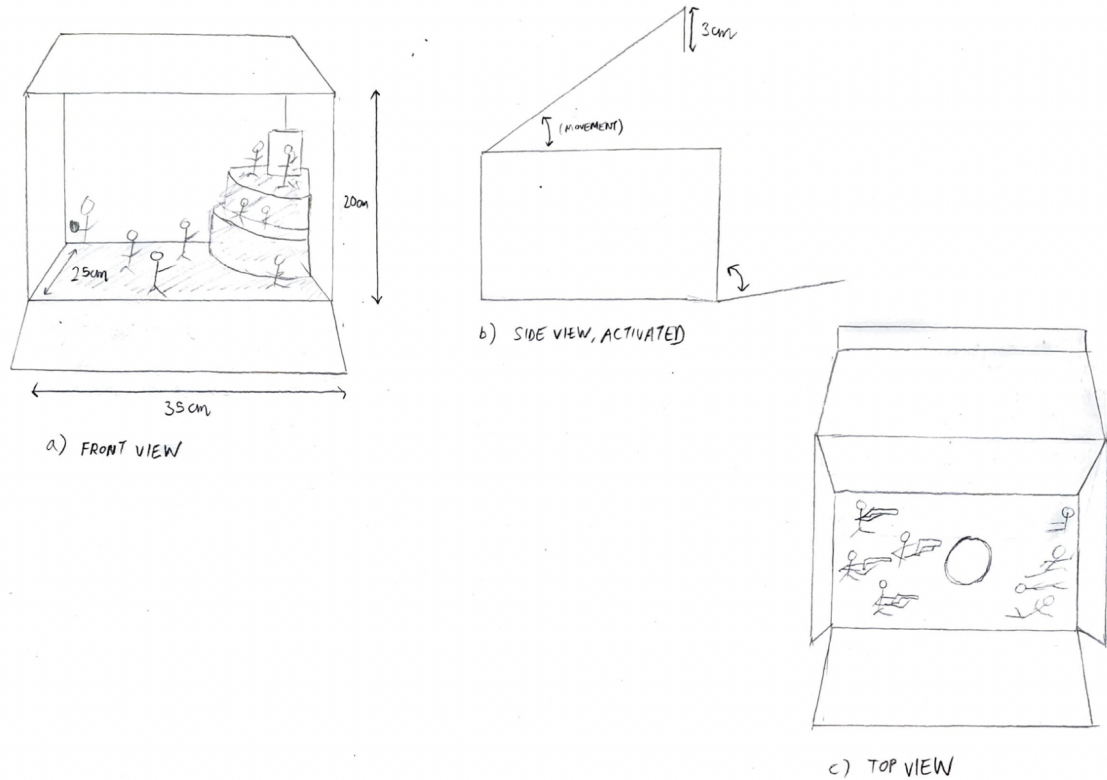 3cm
(MOVEMENT)
20cm
25cm
b) SIDE VIEW, ACTIVATED
35cm
a) FRONT VIEW
c) TOP VIEW